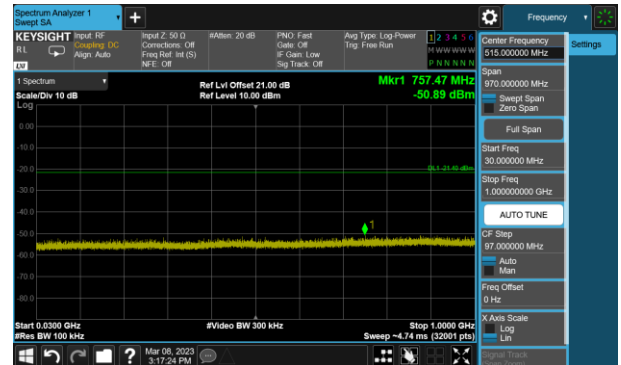 Spectrum Analyzer 1
Swept SA
+
Frequency
KEYSIGHT
RL
LXI
Input: RF
Coupling: DC
Align: Auto
Input Z: 50 Ω
Corrections: Off
Freq Ref: Int (S)
NFE: Off
#Atten: 20 dB
PNO: Fast
Gate: Off
IF Gain: Low
Sig Track: Off
Avg Type: Log-Power
Trig: Free Run
1 2 3 4 5 6
M W W W W W
P N N N N N
1 Spectrum
Scale/Div 10 dB
Log
Ref Lvl Offset 21.00 dB
Ref Level 10.00 dBm
Mkr1 757.47 MHz
-50.89 dBm
0.00
-10.0
-20.0
-30.0
-40.0
-50.0
-60.0
-70.0
-80.0
DL1 -21.40 dBm
1
Start 0.0300 GHz
#Res BW 100 kHz
#Video BW 300 kHz
Stop 1.0000 GHz
Sweep ~4.74 ms (32001 pts)
?
Mar 08, 2023
3:17:24 PM
Center Frequency
515.000000 MHz
Settings
Span
970.000000 MHz
Swept Span
Zero Span
Full Span
Start Freq
30.000000 MHz
Stop Freq
1.000000000 GHz
AUTO TUNE
CF Step
97.000000 MHz
Auto
Man
Freq Offset
0 Hz
X Axis Scale
Log
Lin
Signal Track